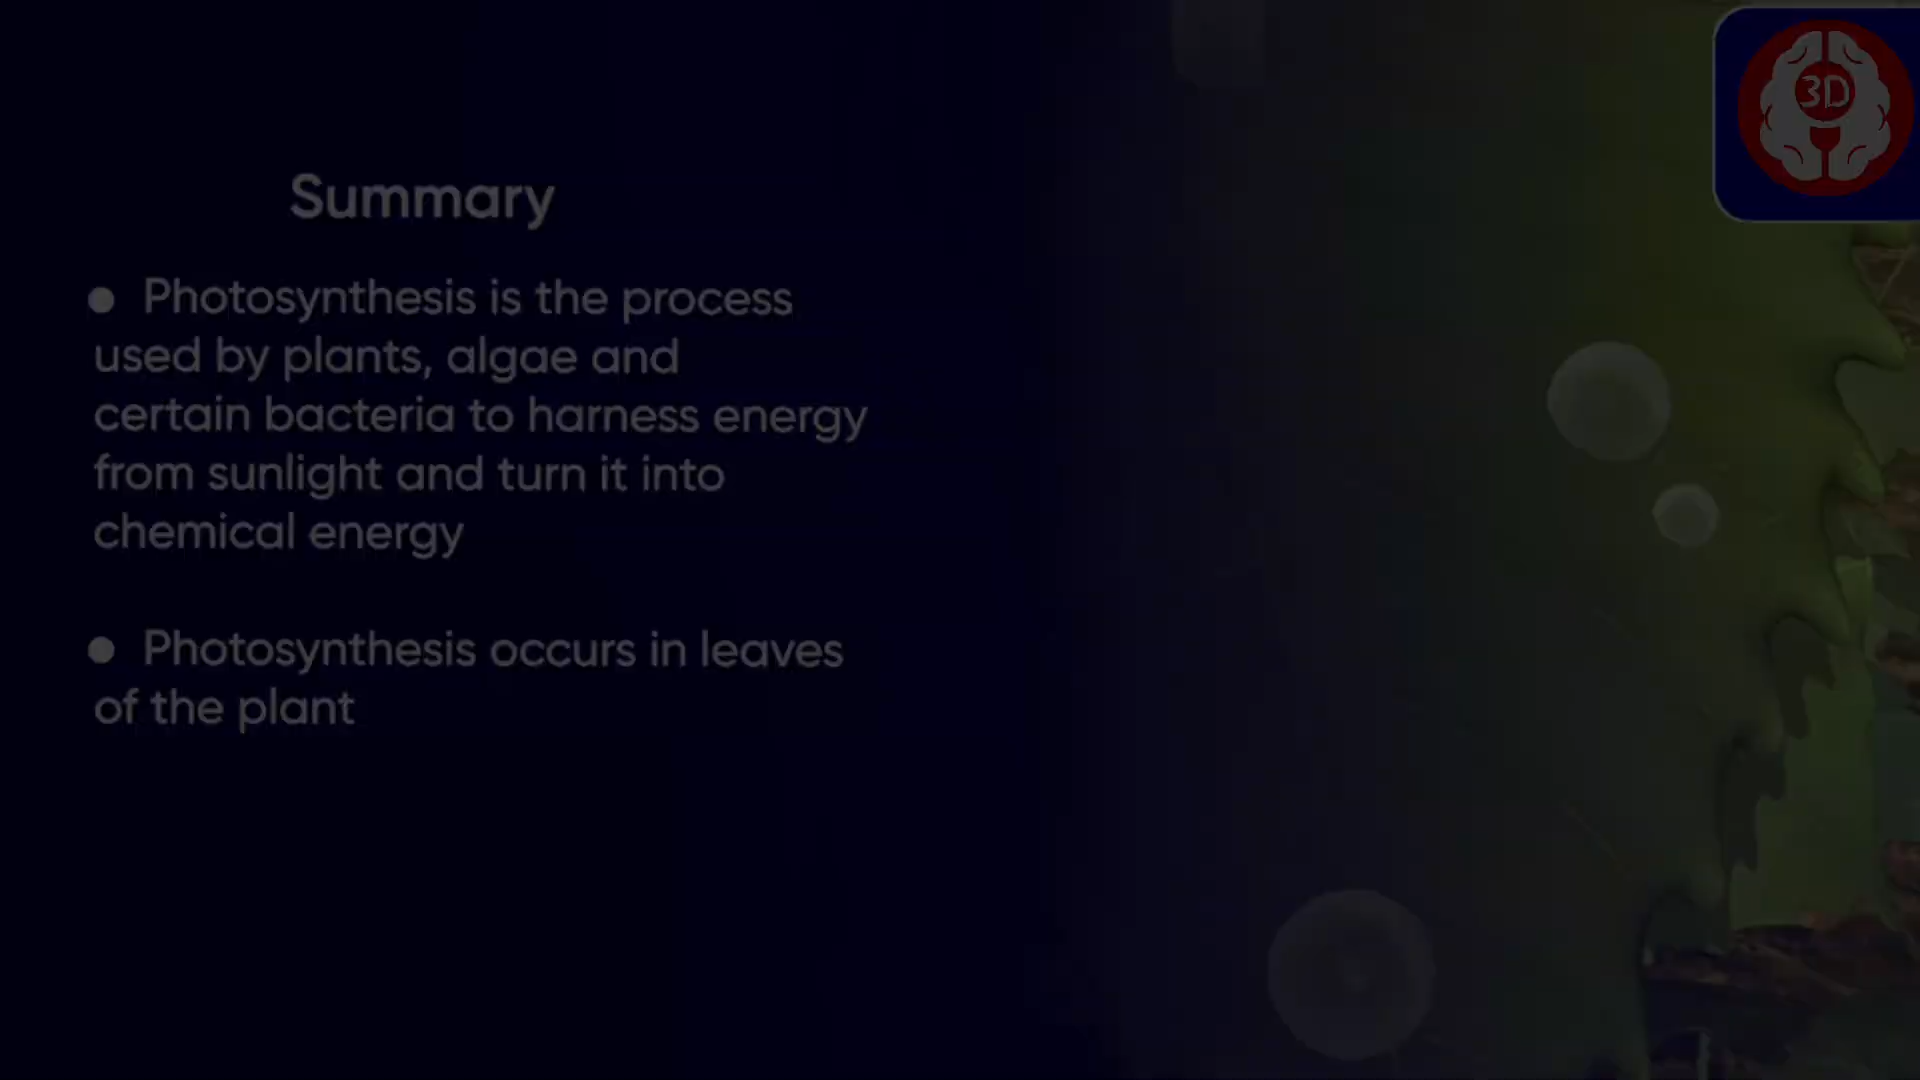 3D
Summary
● Photosynthesis is the process
used by plants, algae and
certain bacteria to harness energy
from sunlight and turn it into
chemical energy
● Photosynthesis occurs in leaves
of the plant